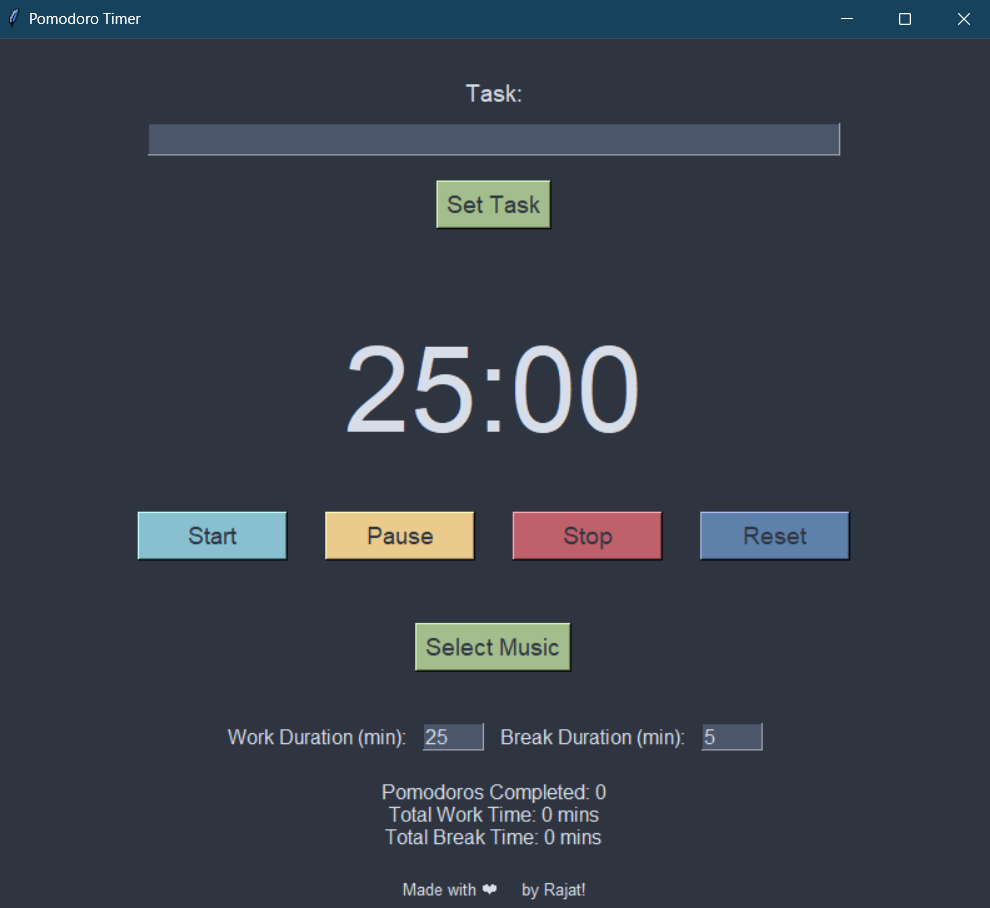 Pomodoro Timer
Task:
Set Task
25:00
Start Pause Stop Reset
Select Music
Work Duration (min): 25 Break Duration (min): 5
Pomodoros Completed: 0
Total Work Time: 0 mins
Total Break Time: 0 mins
Made with ❤ by Rajat!